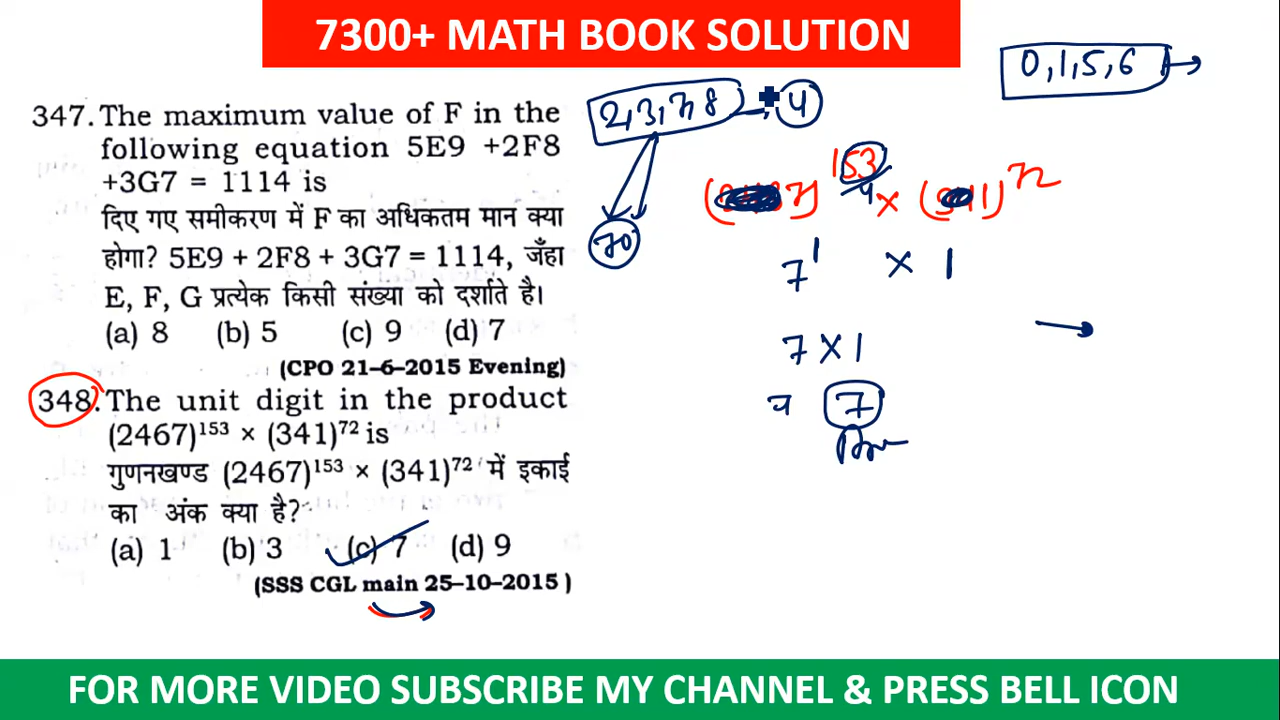 7300+ MATH BOOK SOLUTION
347. The maximum value of F in the
following equation 5E9 +2F8
+3G7 = 1114 is
दिए गए समीकरण में F का अधिकतम मान क्या
होगा? 5E9 + 2F8 + 3G7 = 1114, जँहा
E, F, G प्रत्येक किसी संख्या को दर्शाते है।
(a) 8 (b) 5 (c) 9 (d) 7
(CPO 21-6-2015 Evening)
348. The unit digit in the product
(2467)¹⁵³ × (341)⁷² is
गुणनखण्ड (2467)¹⁵³ × (341)⁷² में इकाई
का अंक क्या है?
(a) 1 (b) 3 (c) 7 (d) 9
(SSS CGL main 25-10-2015)
0, 1, 5, 6
2, 3, 7, 8
4
153
4
× 1) 72
7¹ × 1
7 × 1
7
FOR MORE VIDEO SUBSCRIBE MY CHANNEL & PRESS BELL ICON